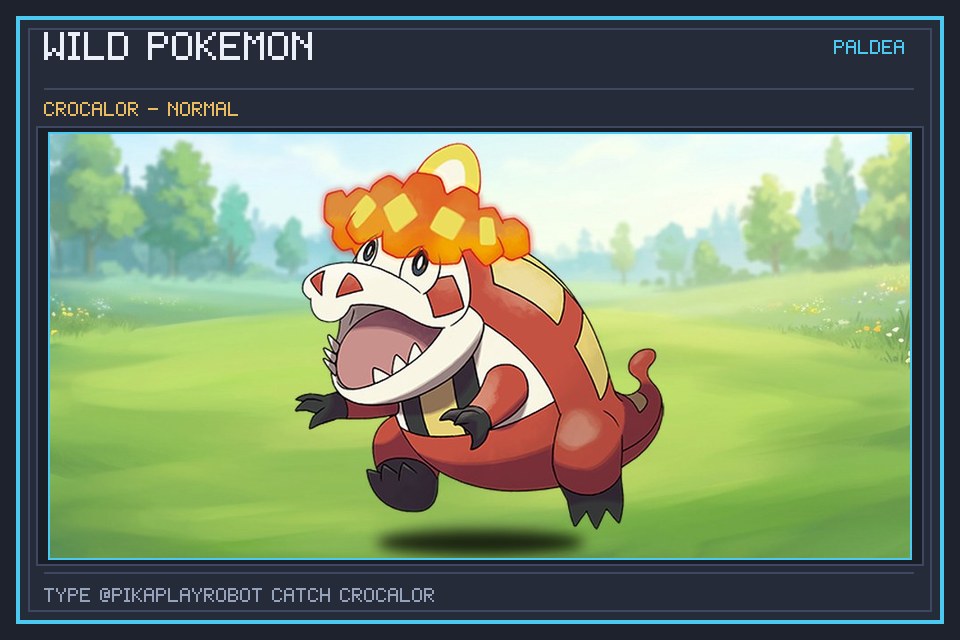 WILD POKEMON
PALDEA
CROCALOR - NORMAL
TYPE @PIKAPLAYROBOT CATCH CROCALOR